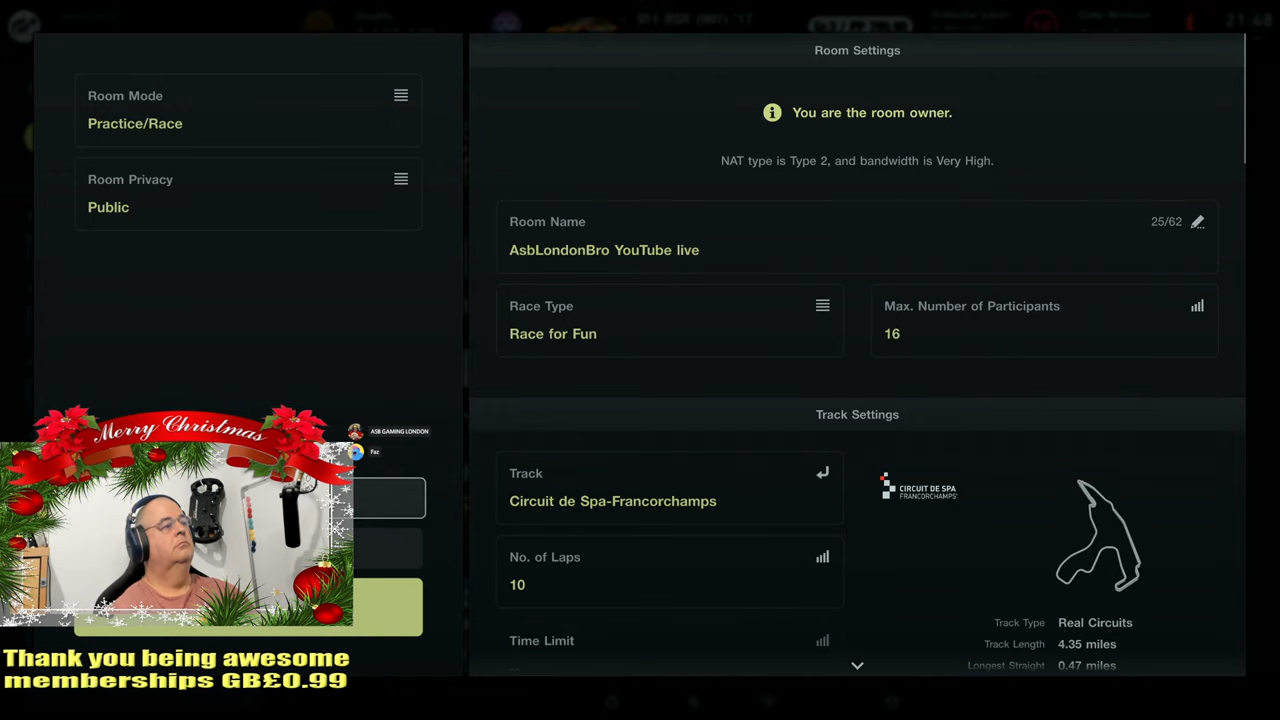 21:48
Room Settings
Room Mode
Practice/Race
Room Privacy
Public
You are the room owner.
NAT type is Type 2, and bandwidth is Very High.
Room Name
25/62
AsbLondonBro YouTube live
Race Type
Race for Fun
Max. Number of Participants
16
Track Settings
Track
Circuit de Spa-Francorchamps
CIRCUIT DE SPA
FRANCORCHAMPS
No. of Laps
10
Time Limit
Track Type Real Circuits
Track Length 4.35 miles
Longest Straight 0.47 miles
Merry Christmas
ASB GAMING LONDON
Faz
Thank you being awesome
memberships GB£0.99